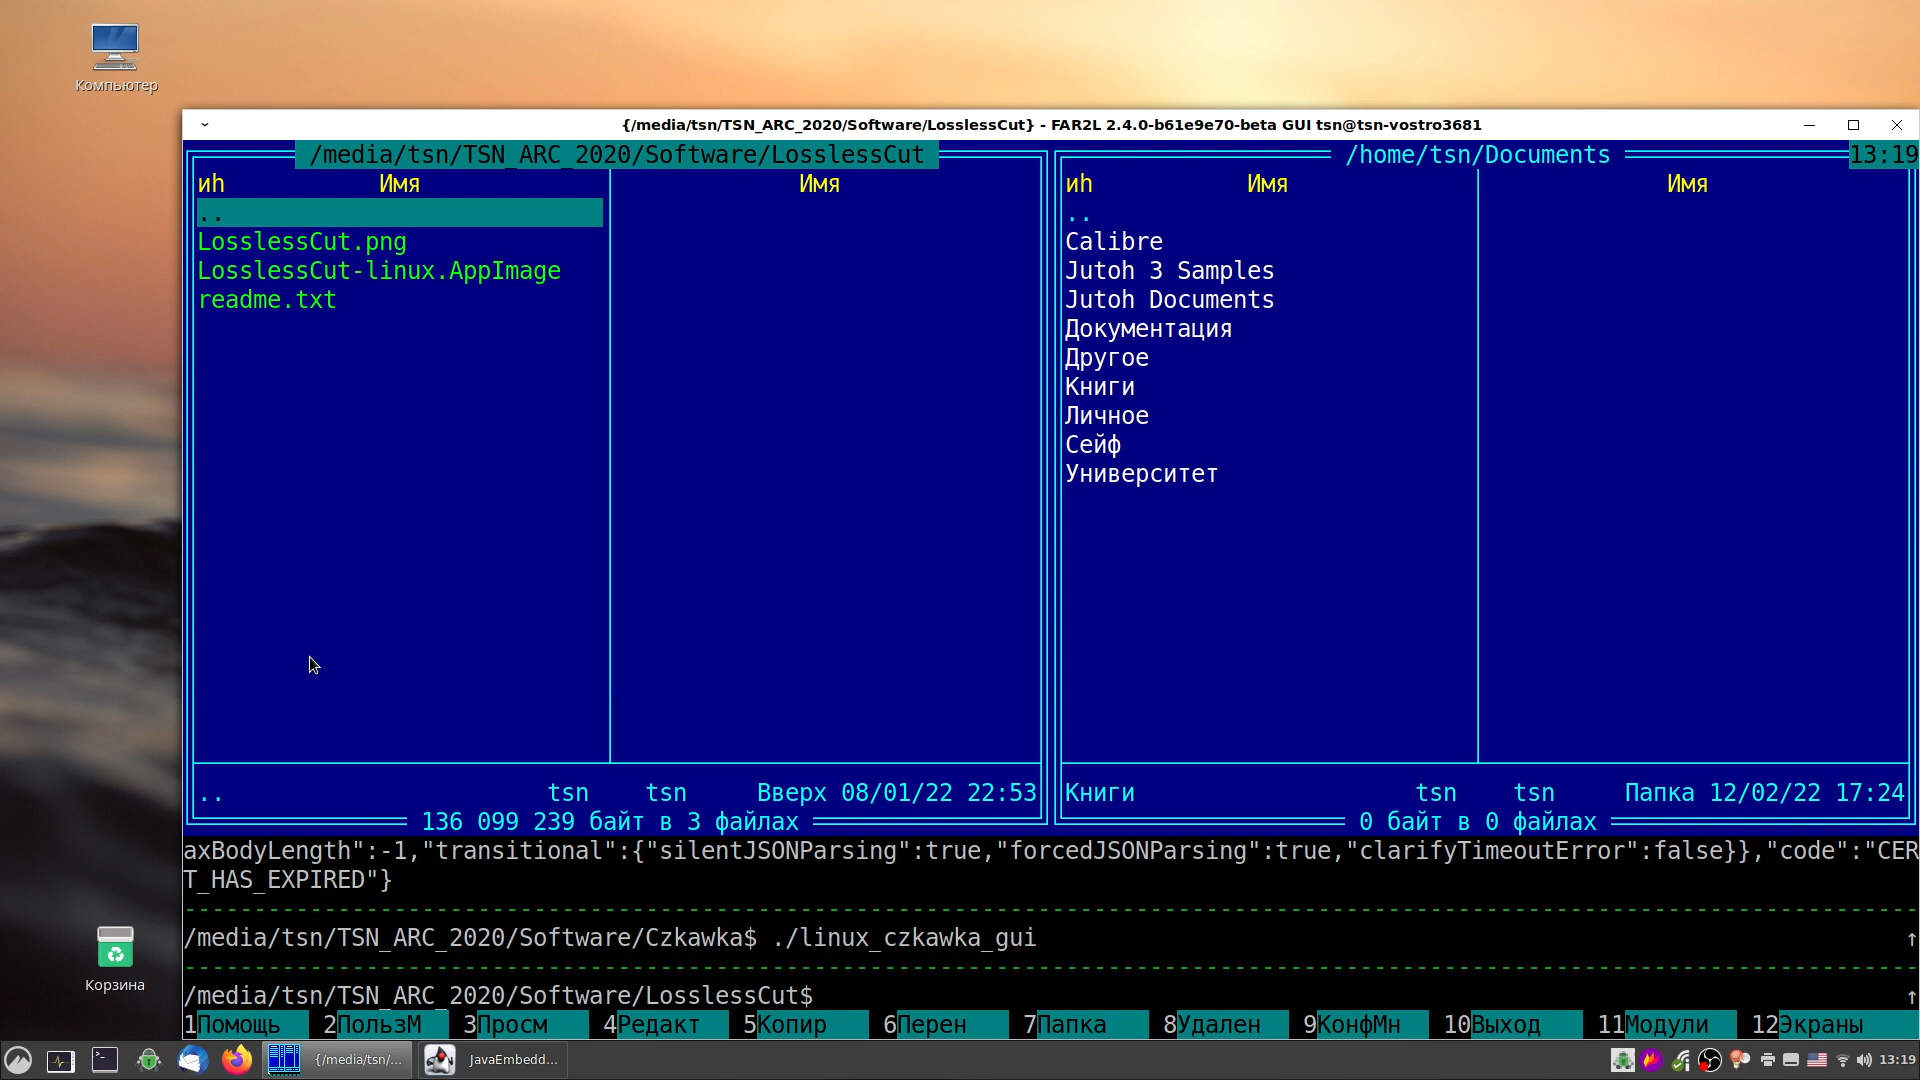 Компьютер
{/media/tsn/TSN_ARC_2020/Software/LosslessCut} - FAR2L 2.4.0-b61e9e70-beta GUI tsn@tsn-vostro3681
/media/tsn/TSN_ARC_2020/Software/LosslessCut
/home/tsn/Documents
13:19
иh Имя Имя
иh Имя Имя
..
LosslessCut.png
LosslessCut-linux.AppImage
readme.txt
..
Calibre
Jutoh 3 Samples
Jutoh Documents
Документация
Другое
Книги
Личное
Сейф
Университет
.. tsn tsn Вверх 08/01/22 22:53
136 099 239 байт в 3 файлах
Книги tsn tsn Папка 12/02/22 17:24
0 байт в 0 файлах
axBodyLength":-1,"transitional":{"silentJSONParsing":true,"forcedJSONParsing":true,"clarifyTimeoutError":false}},"code":"CER
T_HAS_EXPIRED"}
/media/tsn/TSN_ARC_2020/Software/Czkawka$ ./linux_czkawka_gui ↑
/media/tsn/TSN_ARC_2020/Software/LosslessCut$ ↑
1Помощь 2ПользМ 3Просм 4Редакт 5Копир 6Перен 7Папка 8Удален 9КонфМн 10Выход 11Модули 12Экраны
Корзина
{/media/tsn/... JavaEmbedd... 13:19